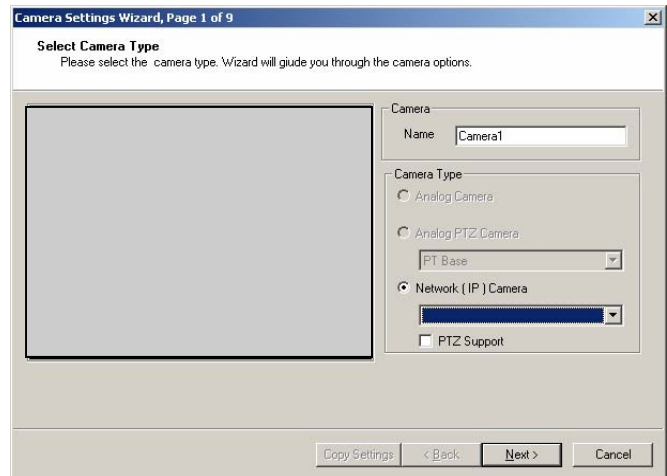 Camera Settings Wizard, Page 1 of 9
Select Camera Type
Please select the camera type. Wizard will giude you through the camera options.
Camera
Name
Camera1
Camera Type
Analog Camera
Analog PTZ Camera
PT Base
Network ( IP ) Camera
PTZ Support
Copy Settings
< Back
Next >
Cancel